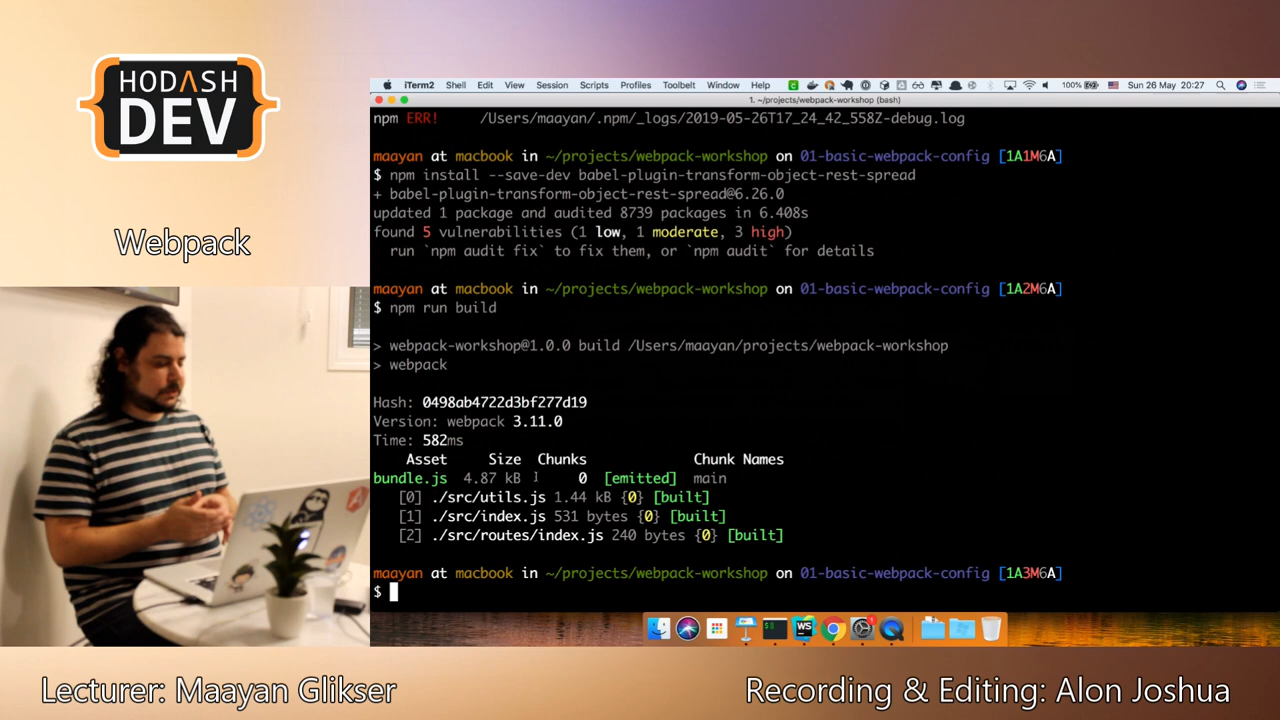 HODASH
DEV
Webpack
iTerm2 Shell Edit View Session Scripts Profiles Toolbelt Window Help 100% Sun 26 May 20:27
1. ~/projects/webpack-workshop (bash)
npm ERR! /Users/maayan/.npm/_logs/2019-05-26T17_24_42_558Z-debug.log
maayan at macbook in ~/projects/webpack-workshop on 01-basic-webpack-config [1A1M6A]
$ npm install --save-dev babel-plugin-transform-object-rest-spread
+ babel-plugin-transform-object-rest-spread@6.26.0
updated 1 package and audited 8739 packages in 6.408s
found 5 vulnerabilities (1 low, 1 moderate, 3 high)
run `npm audit fix` to fix them, or `npm audit` for details
maayan at macbook in ~/projects/webpack-workshop on 01-basic-webpack-config [1A2M6A]
$ npm run build
> webpack-workshop@1.0.0 build /Users/maayan/projects/webpack-workshop
> webpack
Hash: 0498ab4722d3bf277d19
Version: webpack 3.11.0
Time: 582ms
Asset Size Chunks Chunk Names
bundle.js 4.87 kB 0 [emitted] main
[0] ./src/utils.js 1.44 kB {0} [built]
[1] ./src/index.js 531 bytes {0} [built]
[2] ./src/routes/index.js 240 bytes {0} [built]
maayan at macbook in ~/projects/webpack-workshop on 01-basic-webpack-config [1A3M6A]
$
WS
Lecturer: Maayan Glikser
Recording & Editing: Alon Joshua